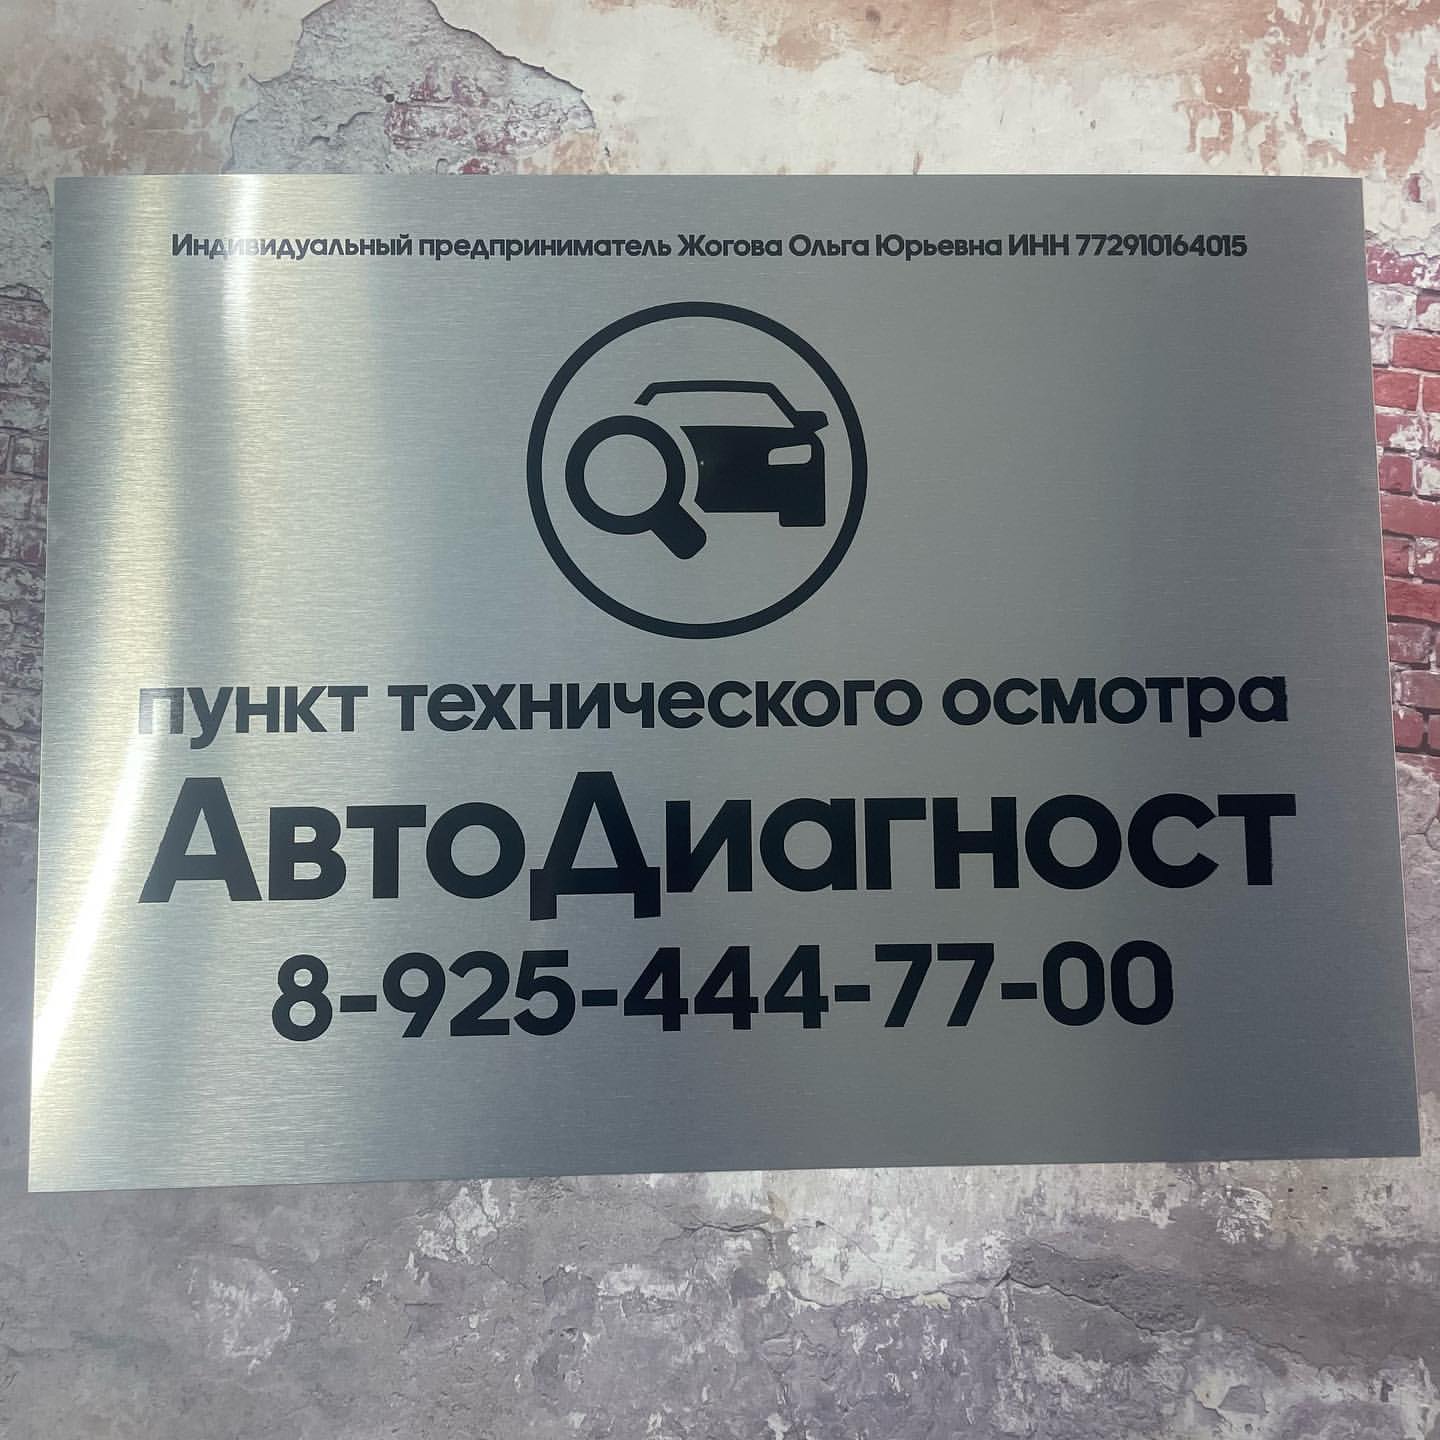 Индивидуальный предприниматель Жогова Ольга Юрьевна ИНН 772910164015
пункт технического осмотра
АвтоДиагност
8-925-444-77-00